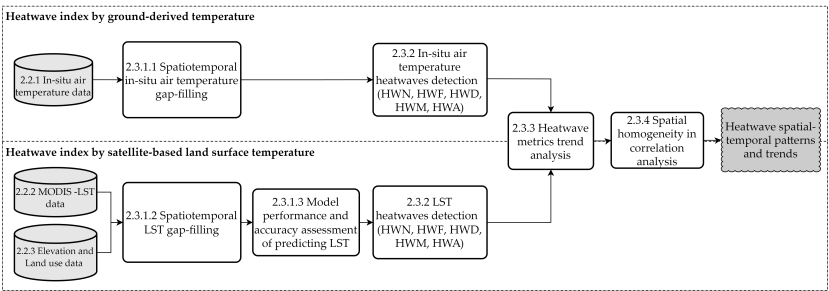 Heatwave index by ground-derived temperature
2.2.1 In-situ air
temperature data
2.3.1.1 Spatiotemporal
in-situ air temperature
gap-filling
2.3.2 In-situ air
temperature
heatwaves detection
(HWN, HWF, HWD,
HWM, HWA)
2.3.3 Heatwave
metrics trend
analysis
2.3.4 Spatial
homogeneity in
correlation
analysis
Heatwave spatial-
temporal patterns
and trends
Heatwave index by satellite-based land surface temperature
2.2.2 MODIS -LST
data
2.2.3 Elevation and
Land use data
2.3.1.2 Spatiotemporal
LST gap-filling
2.3.1.3 Model
performance and
accuracy assessment
of predicting LST
2.3.2 LST
heatwaves detection
(HWN, HWF, HWD,
HWM, HWA)